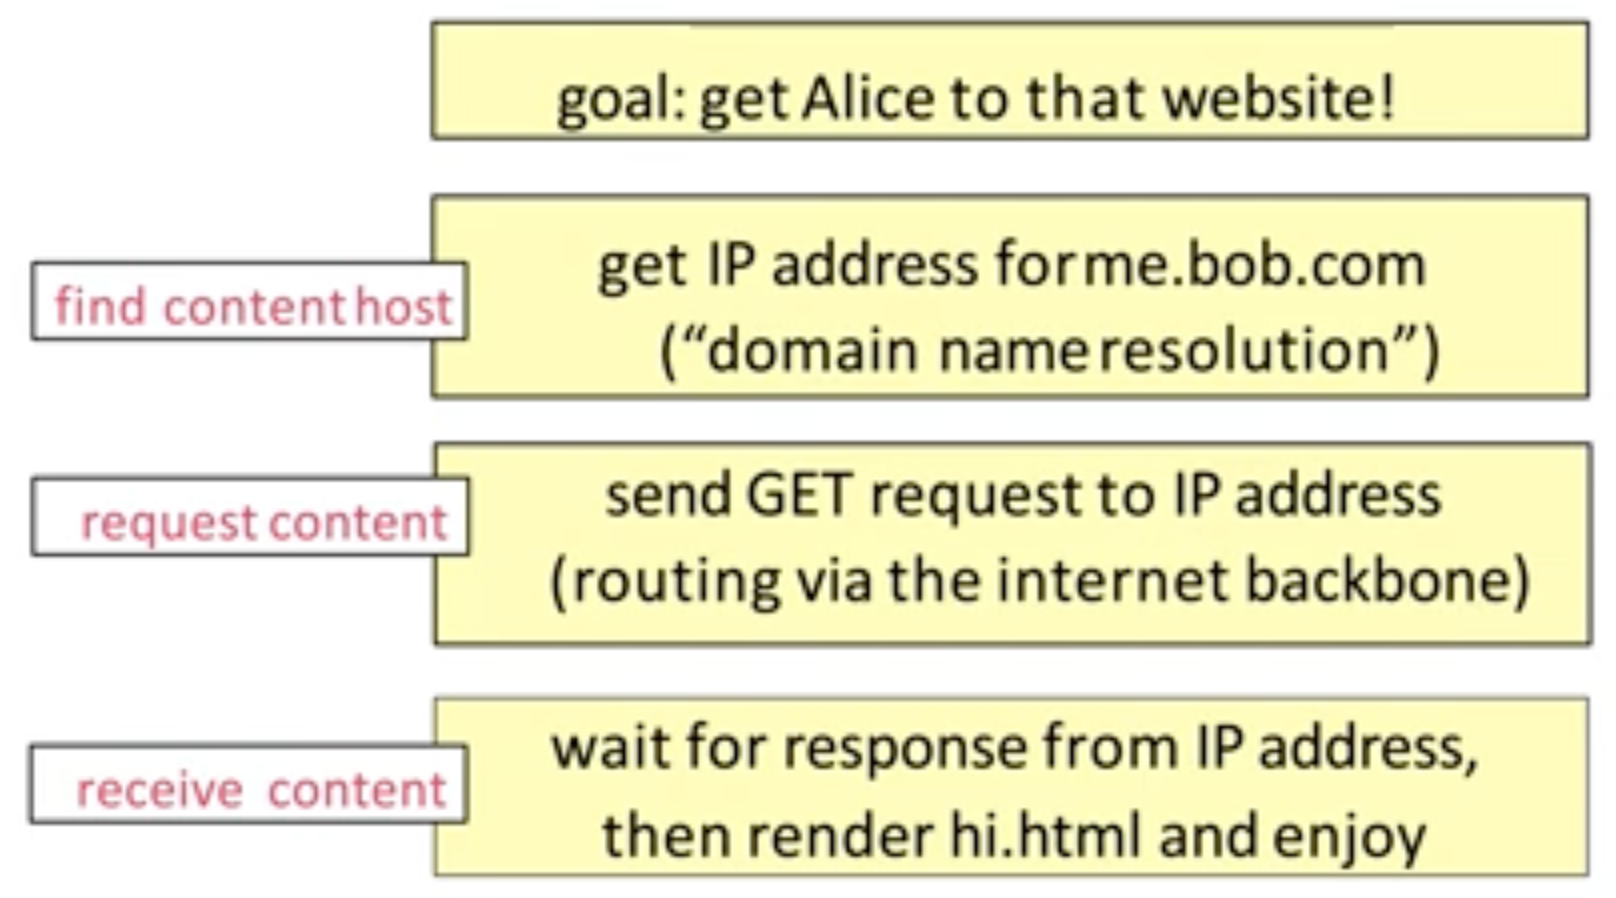 goal: get Alice to that website!
find content host
get IP address for me.bob.com
(“domain name resolution”)
request content
send GET request to IP address
(routing via the internet backbone)
receive content
wait for response from IP address,
then render hi.html and enjoy